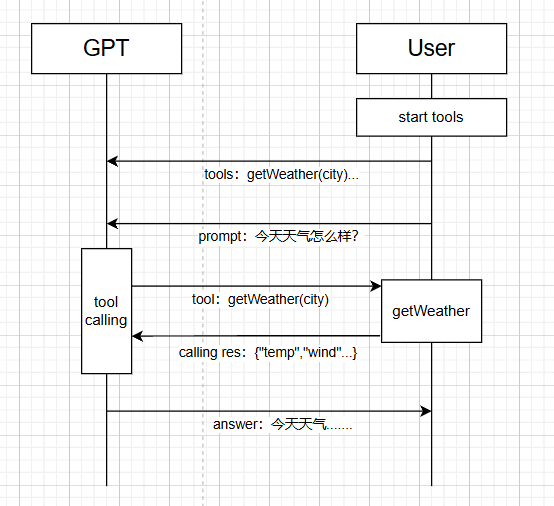 GPT
User
start tools
tools：getWeather(city)...
prompt：今天天气怎么样?
tool：getWeather(city)
tool
calling
getWeather
calling res：{"temp","wind"...}
answer：今天天气.......